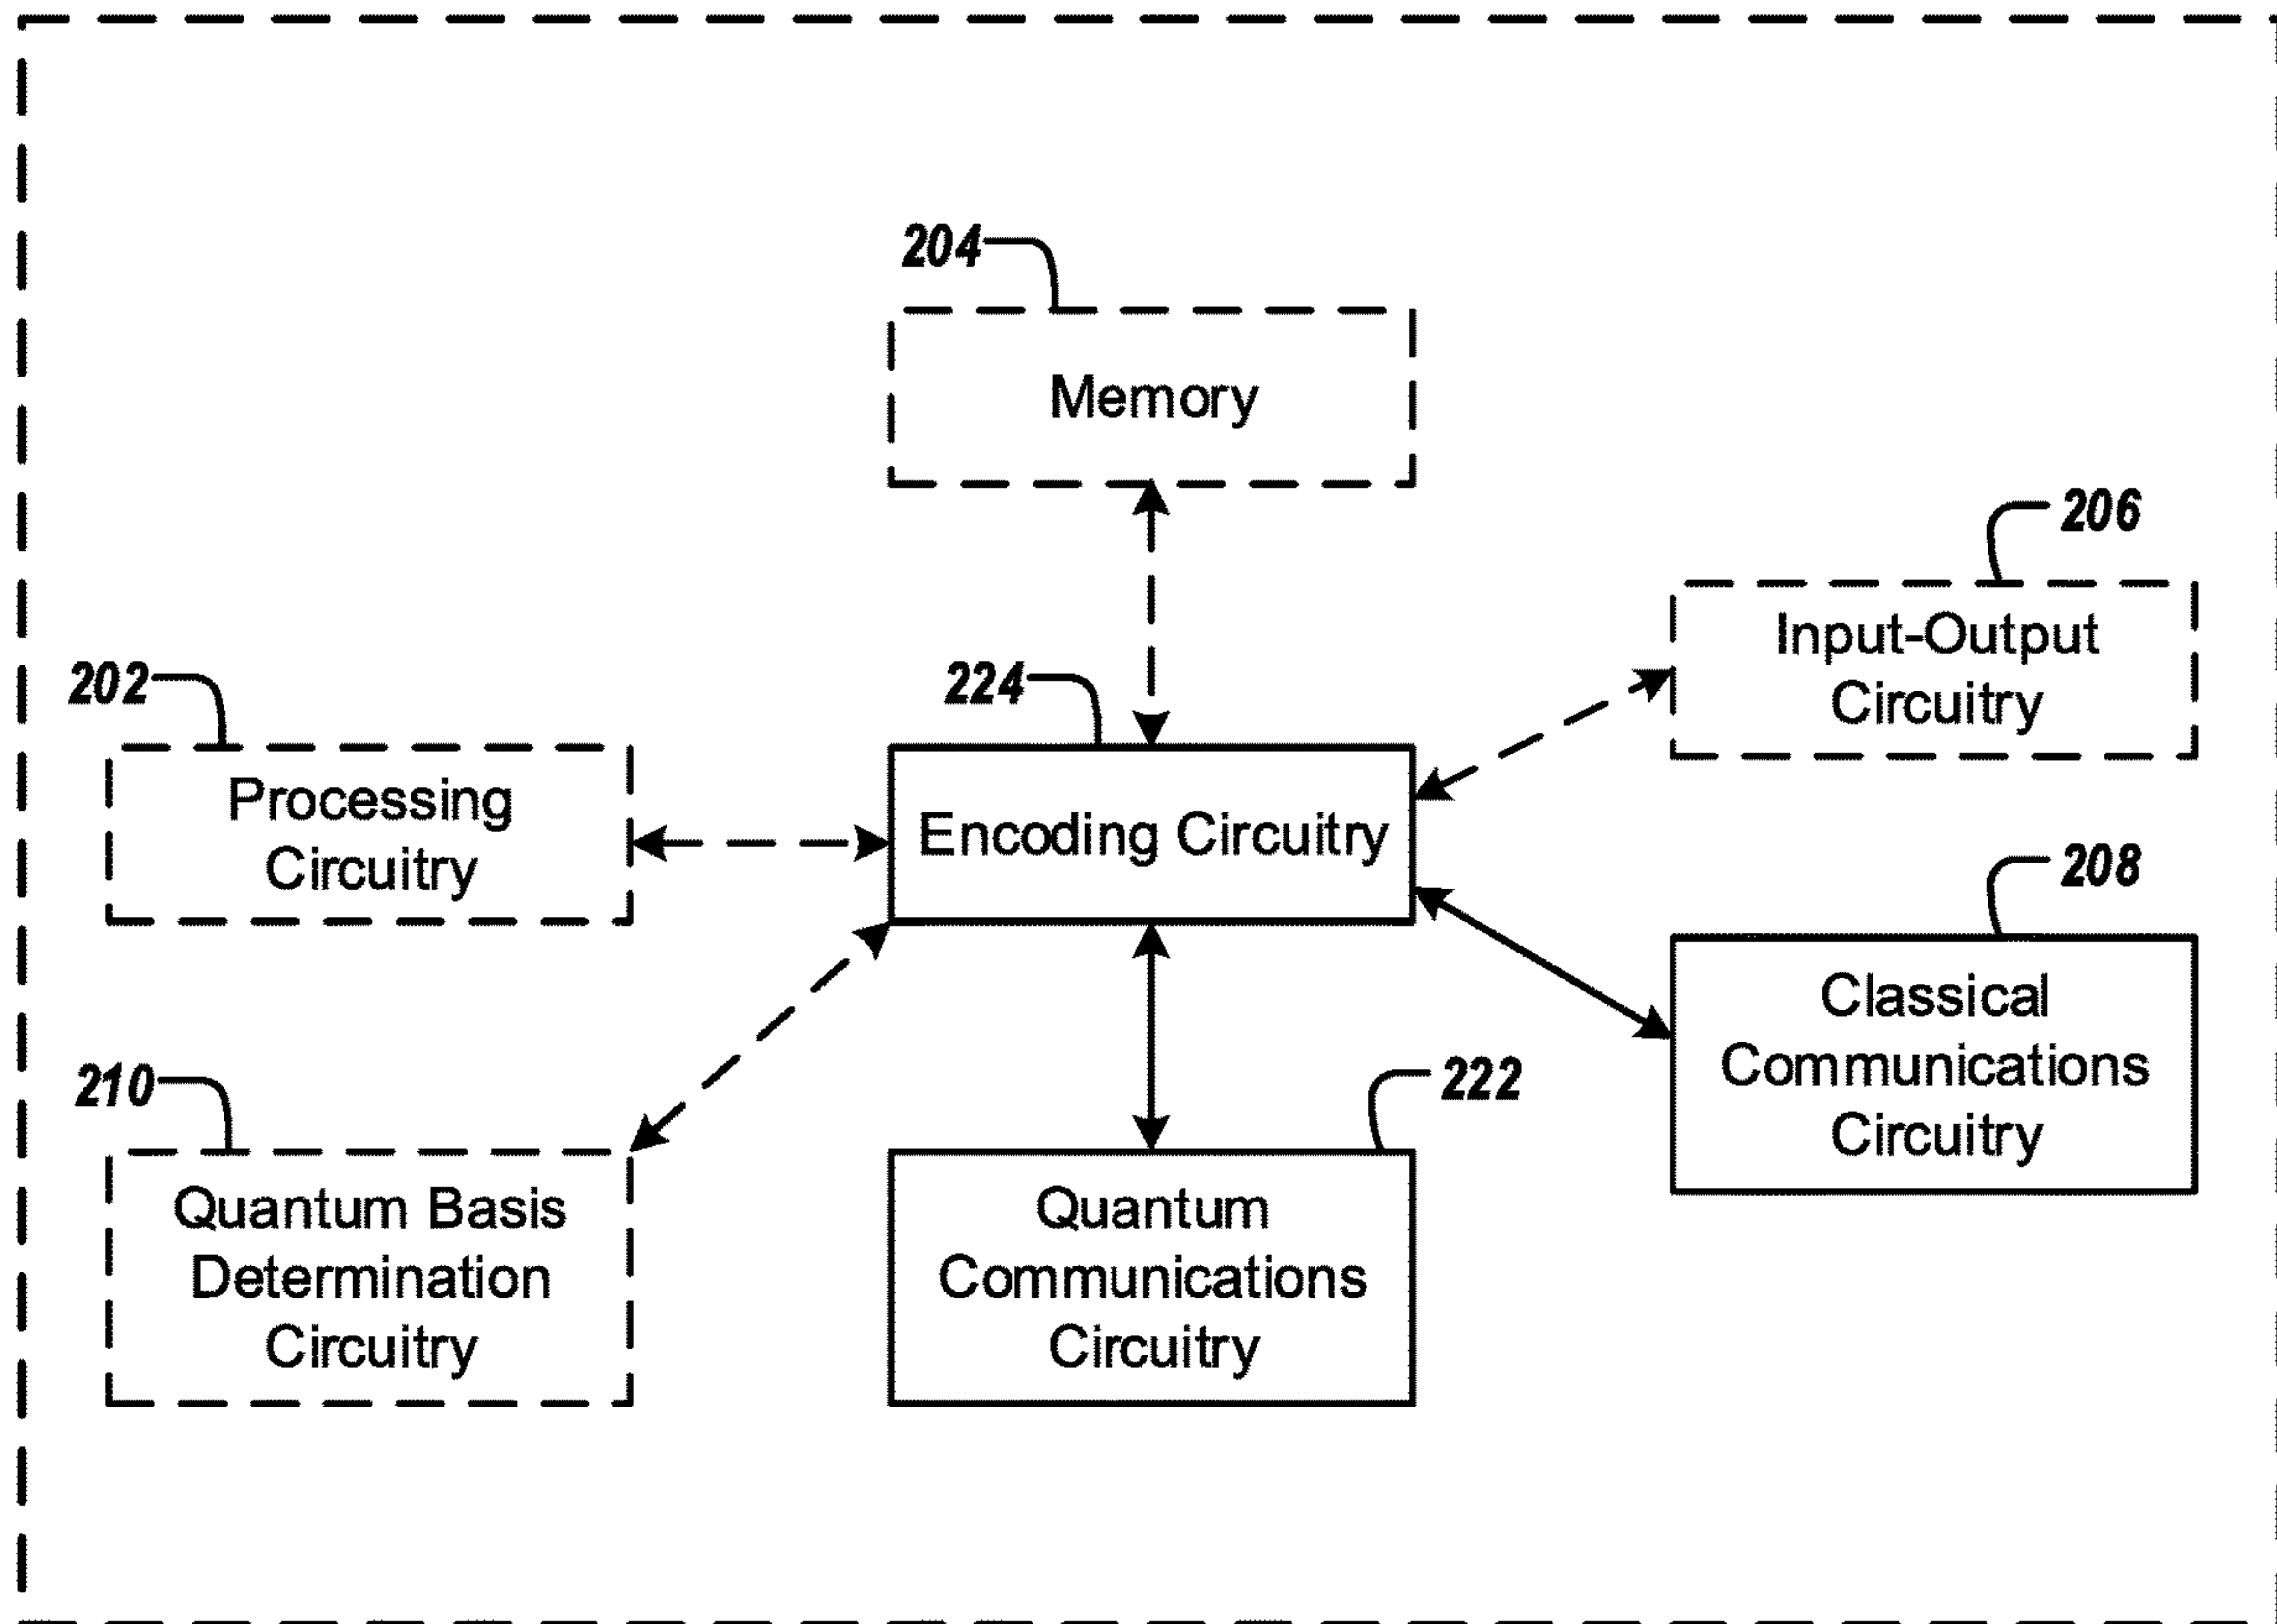 204
Memory
206
Input-Output
Circuitry
202
Processing
Circuitry
224
Encoding Circuitry
208
Classical
Communications
Circuitry
210
Quantum Basis
Determination
Circuitry
222
Quantum
Communications
Circuitry